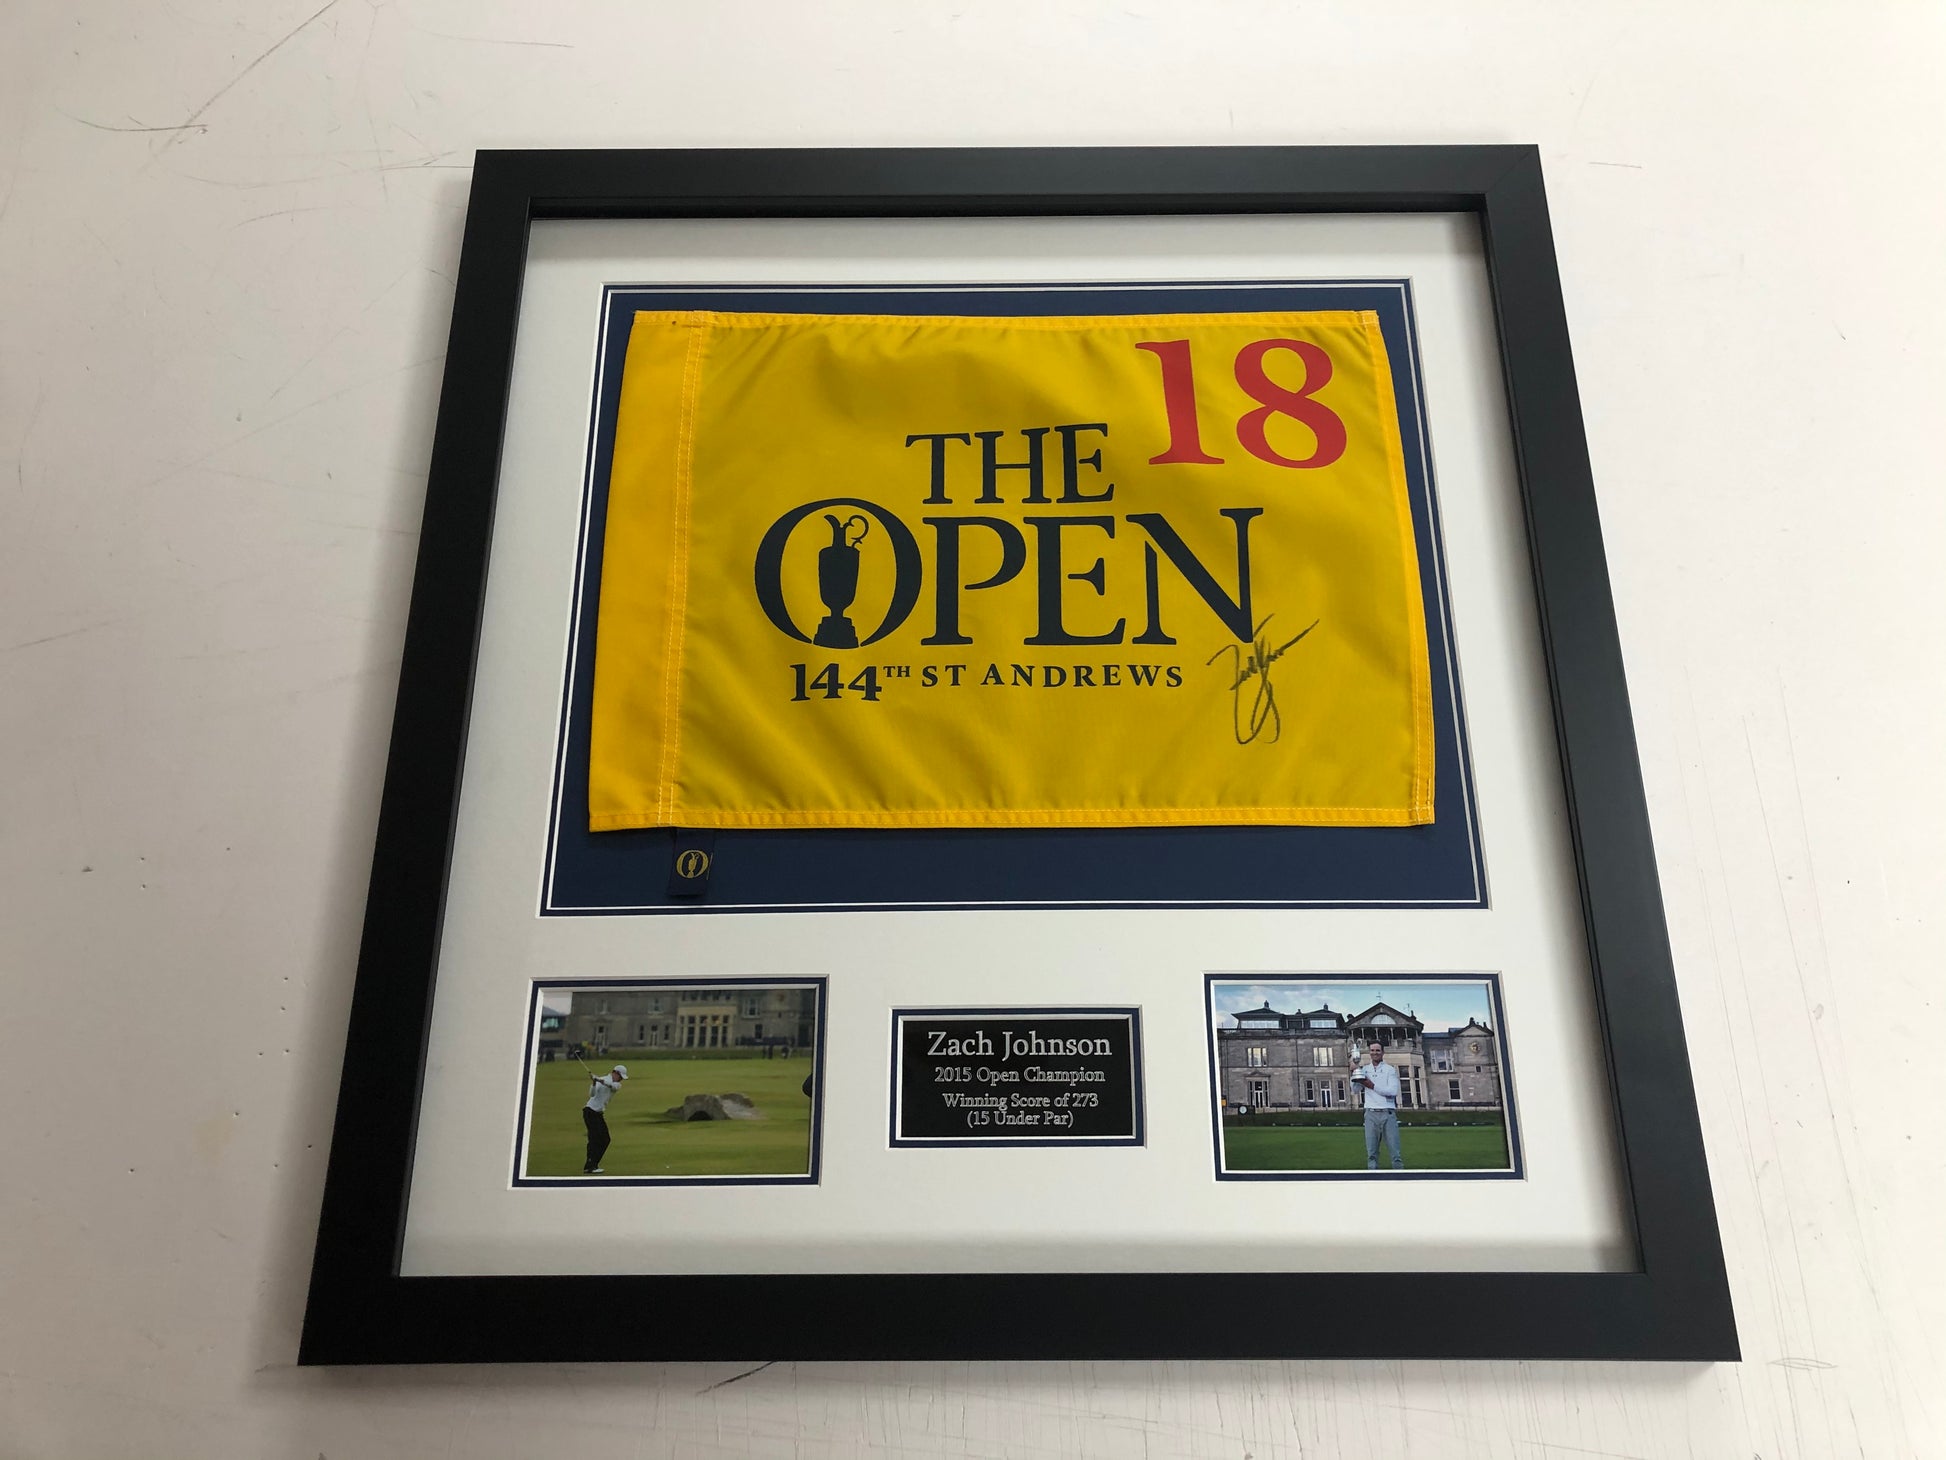 18
THE
OPEN
144TH ST ANDREWS
Zach Johnson
2015 Open Champion
Winning Score of 273
(15 Under Par)